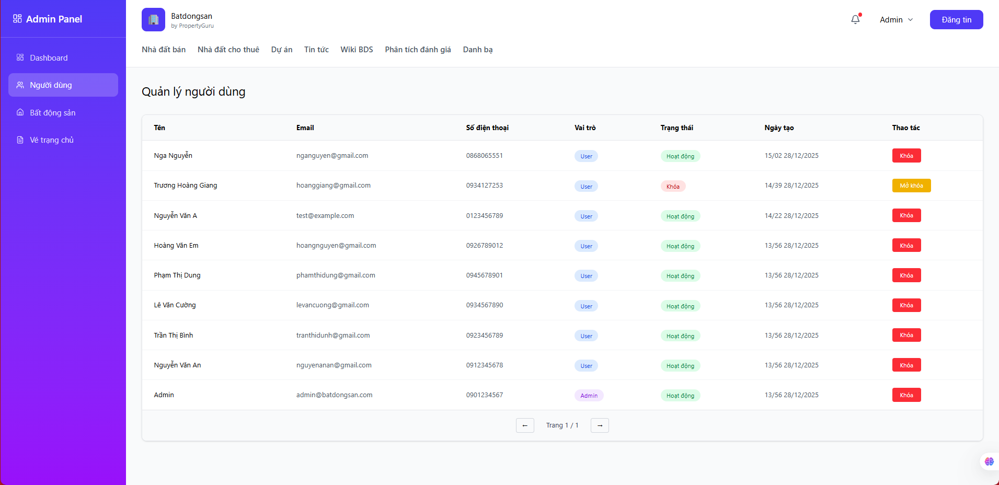 Admin Panel
Dashboard
Người dùng
Bất động sản
Vé trạng chủ
Batdongsan
by PropertyGuru
Admin
Đăng tin
Nhà đất bán Nhà đất cho thuê Dự án Tin tức Wiki BDS Phân tích đánh giá Danh bạ
Quản lý người dùng
Tên Email Số điện thoại Vai trò Trạng thái Ngày tạo Thao tác
Nga Nguyễn nganguyen@gmail.com 0868065551 User Hoạt động 15/02 28/12/2025 Khóa
Trương Hoàng Giang hoanggiang@gmail.com 0934127253 User Khóa 14/39 28/12/2025 Mở khóa
Nguyễn Văn A test@example.com 0123456789 User Hoạt động 14/22 28/12/2025 Khóa
Hoàng Văn Em hoangnguyen@gmail.com 0926789012 User Hoạt động 13/56 28/12/2025 Khóa
Phạm Thị Dung phamthidung@gmail.com 0945678901 User Hoạt động 13/56 28/12/2025 Khóa
Lê Văn Cường levancuong@gmail.com 0934567890 User Hoạt động 13/56 28/12/2025 Khóa
Trần Thị Bình tranthidunh@gmail.com 0923456789 User Hoạt động 13/56 28/12/2025 Khóa
Nguyễn Văn An nguyenanan@gmail.com 0912345678 User Hoạt động 13/56 28/12/2025 Khóa
Admin admin@batdongsan.com 0901234567 Admin Hoạt động 13/56 28/12/2025 Khóa
← Trang 1 / 1 →